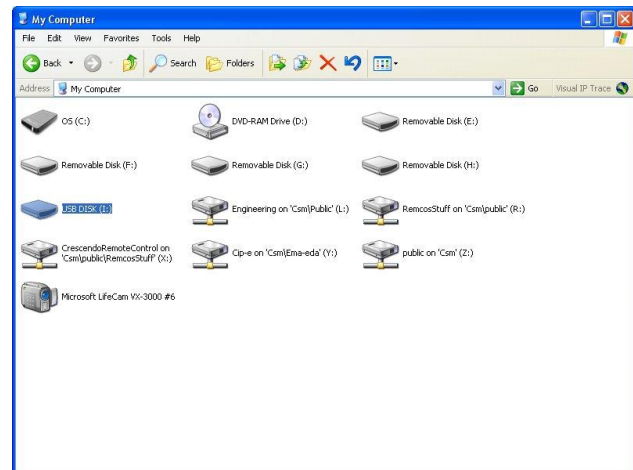 My Computer
File Edit View Favorites Tools Help
Back Search Folders
Address My Computer Go Visual IP Trace
OS (C:) DVD-RAM Drive (D:) Removable Disk (E:)
Removable Disk (F:) Removable Disk (G:) Removable Disk (H:)
USB DISK (I:) Engineering on 'Csm\Public' (L:) RemcosStuff on 'Csm\public' (R:)
CrescendoRemoteControl on Cip-e on 'Csm\Ema-eda' (Y:) public on 'Csm' (Z:)
'Csm\public\RemcosStuff' (X:)
Microsoft LifeCam VX-3000 #6